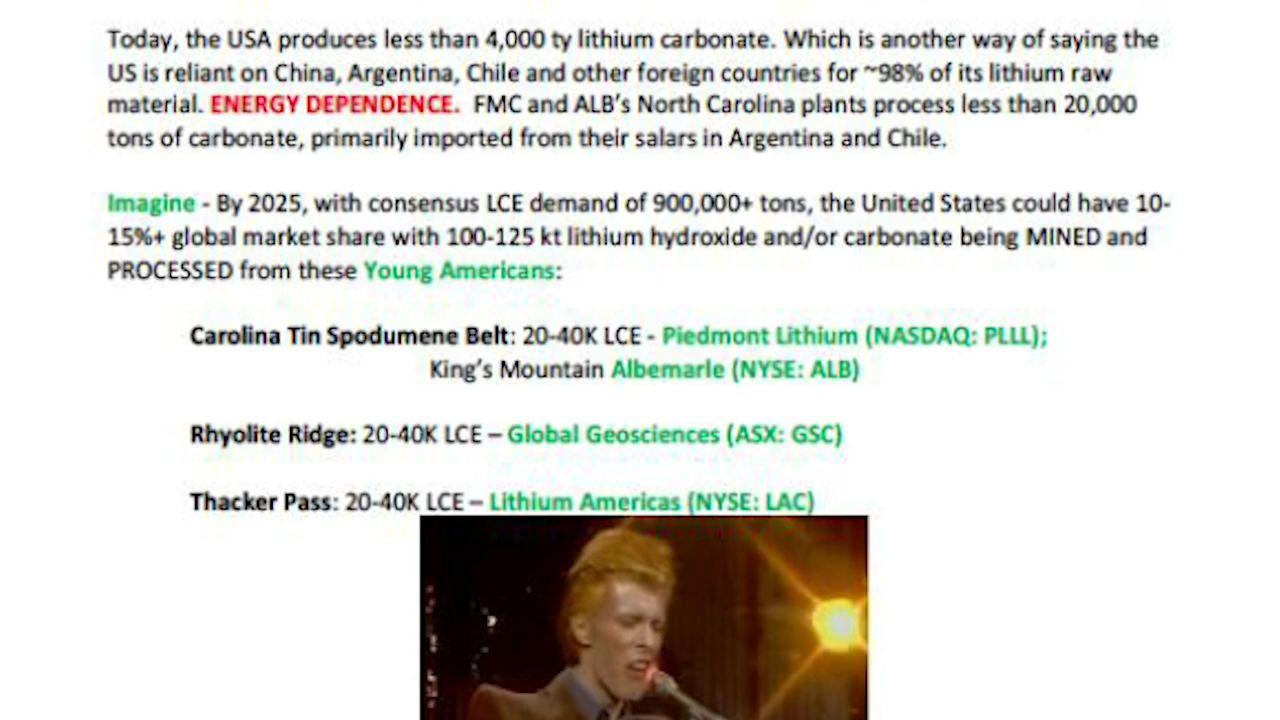 Today, the USA produces less than 4,000 ty lithium carbonate. Which is another way of saying the
US is reliant on China, Argentina, Chile and other foreign countries for ~98% of its lithium raw
material. ENERGY DEPENDENCE. FMC and ALB's North Carolina plants process less than 20,000
tons of carbonate, primarily imported from their salars in Argentina and Chile.
Imagine - By 2025, with consensus LCE demand of 900,000+ tons, the United States could have 10-
15%+ global market share with 100-125 kt lithium hydroxide and/or carbonate being MINED and
PROCESSED from these Young Americans:
Carolina Tin Spodumene Belt: 20-40K LCE - Piedmont Lithium (NASDAQ: PLLL);
King's Mountain Albemarle (NYSE: ALB)
Rhyolite Ridge: 20-40K LCE – Global Geosciences (ASX: GSC)
Thacker Pass: 20-40K LCE – Lithium Americas (NYSE: LAC)